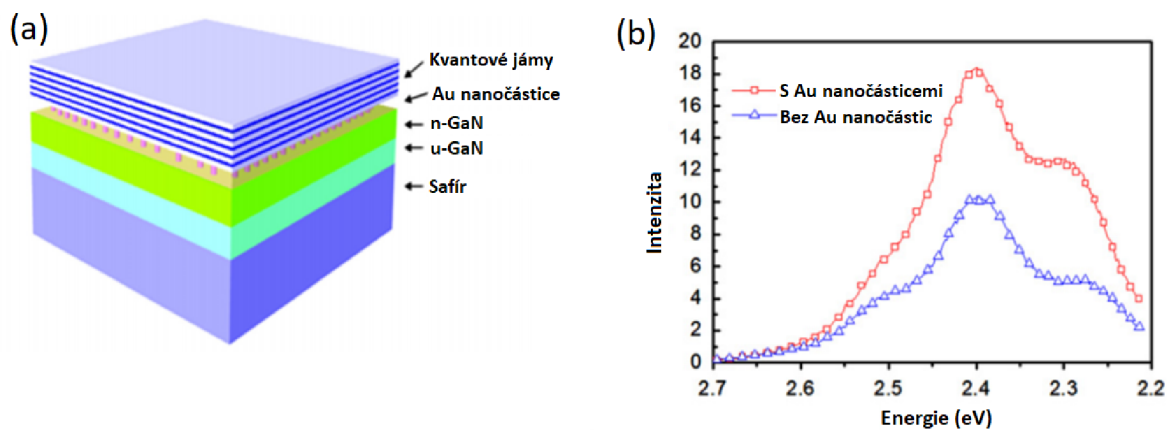 (a)
Kvantové jámy
Au nanočástice
n-GaN
u-GaN
Safír
(b)
20
18
16
14
12
10
8
6
4
2
0
S Au nanočásticemi
Bez Au nanočástic
Intenzita
2.7
2.6
2.5
2.4
2.3
2.2
Energie (eV)